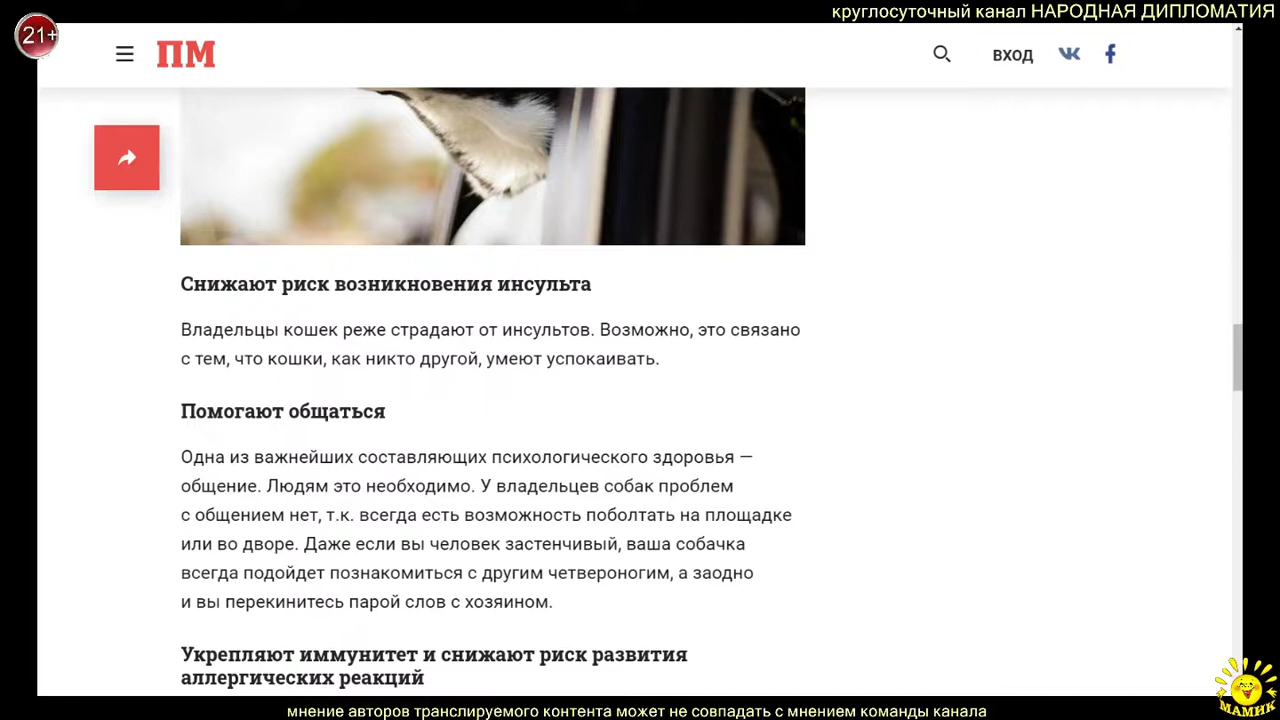 круглосуточный канал НАРОДНАЯ ДИПЛОМАТИЯ
21+
ПМ
ВХОД
Снижают риск возникновения инсульта
Владельцы кошек реже страдают от инсультов. Возможно, это связано
с тем, что кошки, как никто другой, умеют успокаивать.
Помогают общаться
Одна из важнейших составляющих психологического здоровья —
общение. Людям это необходимо. У владельцев собак проблем
с общением нет, т.к. всегда есть возможность поболтать на площадке
или во дворе. Даже если вы человек застенчивый, ваша собачка
всегда подойдет познакомиться с другим четвероногим, а заодно
и вы перекинитесь парой слов с хозяином.
Укрепляют иммунитет и снижают риск развития
аллергических реакций
МАМИК
мнение авторов транслируемого контента может не совпадать с мнением команды канала